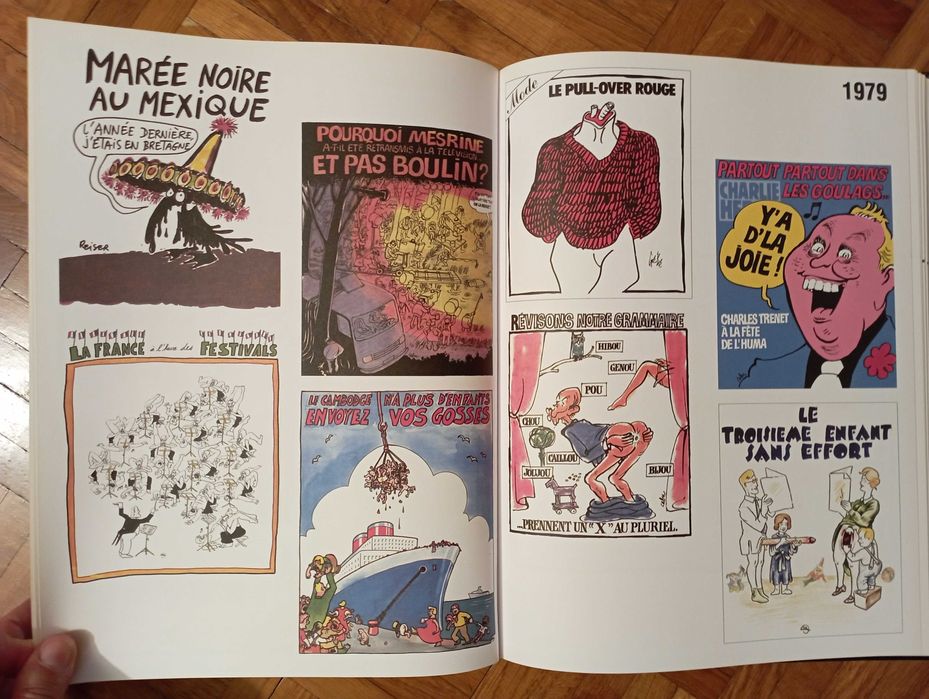 MARÉE NOIRE
AU MEXIQUE
L'ANNÉE DERNIÈRE,
J'ÉTAIS EN BRETAGNE
Reiser
LA FRANCE à l'heure des FESTIVALS
POURQUOI MESRINE
A-T-IL ÉTÉ RETRANSMIS À LA TÉLÉVISION...
ET PAS BOULIN?
LE CAMBODGE N'A PLUS D'ENFANTS
ENVOYEZ VOS GOSSES
Mode
LE PULL-OVER ROUGE
RÉVISONS NOTRE GRAMMAIRE
HIBOU
GENOU
POU
CHOU
CAILLOU
JOUJOU
BIJOU
...PRENNENT UN "X" AU PLURIEL.
1979
PARTOUT PARTOUT DANS
LES GOULAGS...
CHARLIE
Y'A
D'LA
JOIE!
CHARLES TRENET
À LA FÊTE
DE L'HUMA
LE
TROISIEME ENFANT
SANS EFFORT